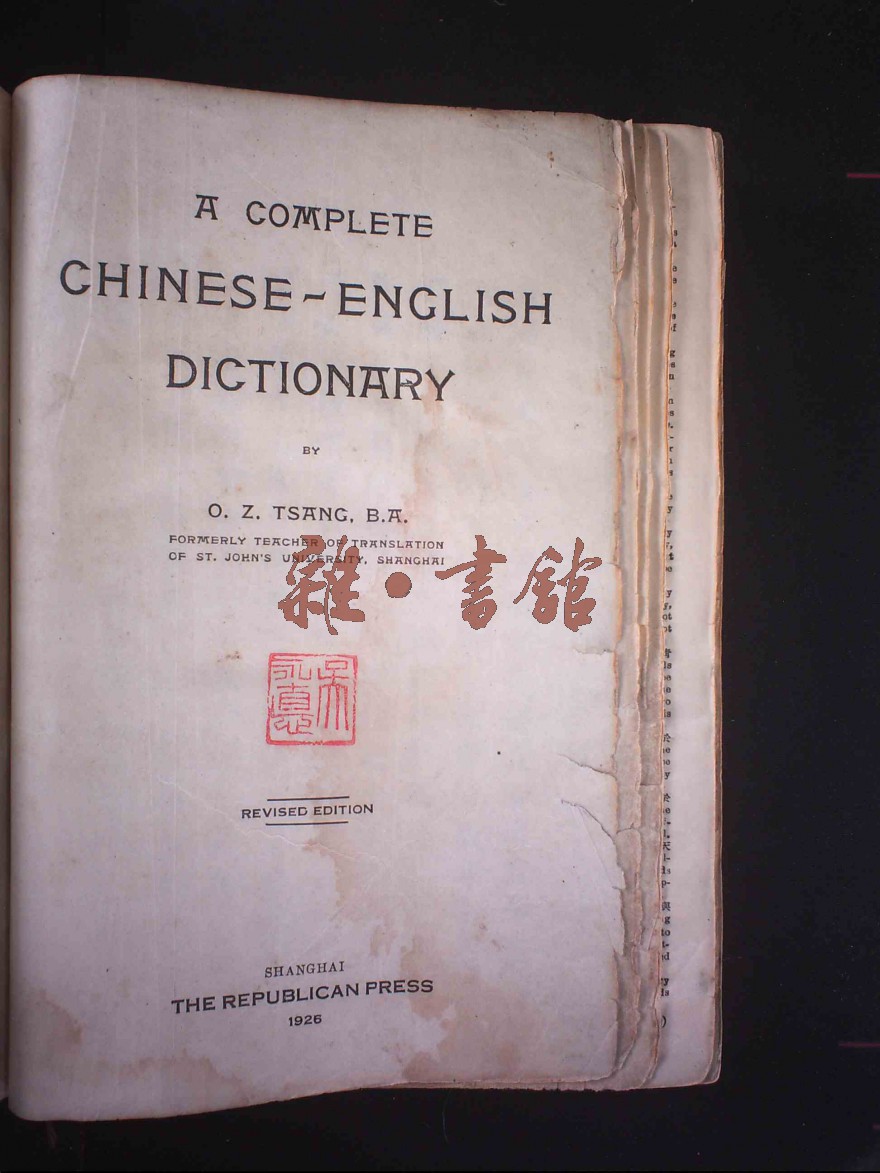 A COMPLETE
CHINESE-ENGLISH
DICTIONARY
BY
O. Z. TSANG, B.A.
FORMERLY TEACHER OF TRANSLATION
OF ST. JOHN'S UNIVERSITY, SHANGHAI
雜·書館
REVISED EDITION
SHANGHAI
THE REPUBLICAN PRESS
1926